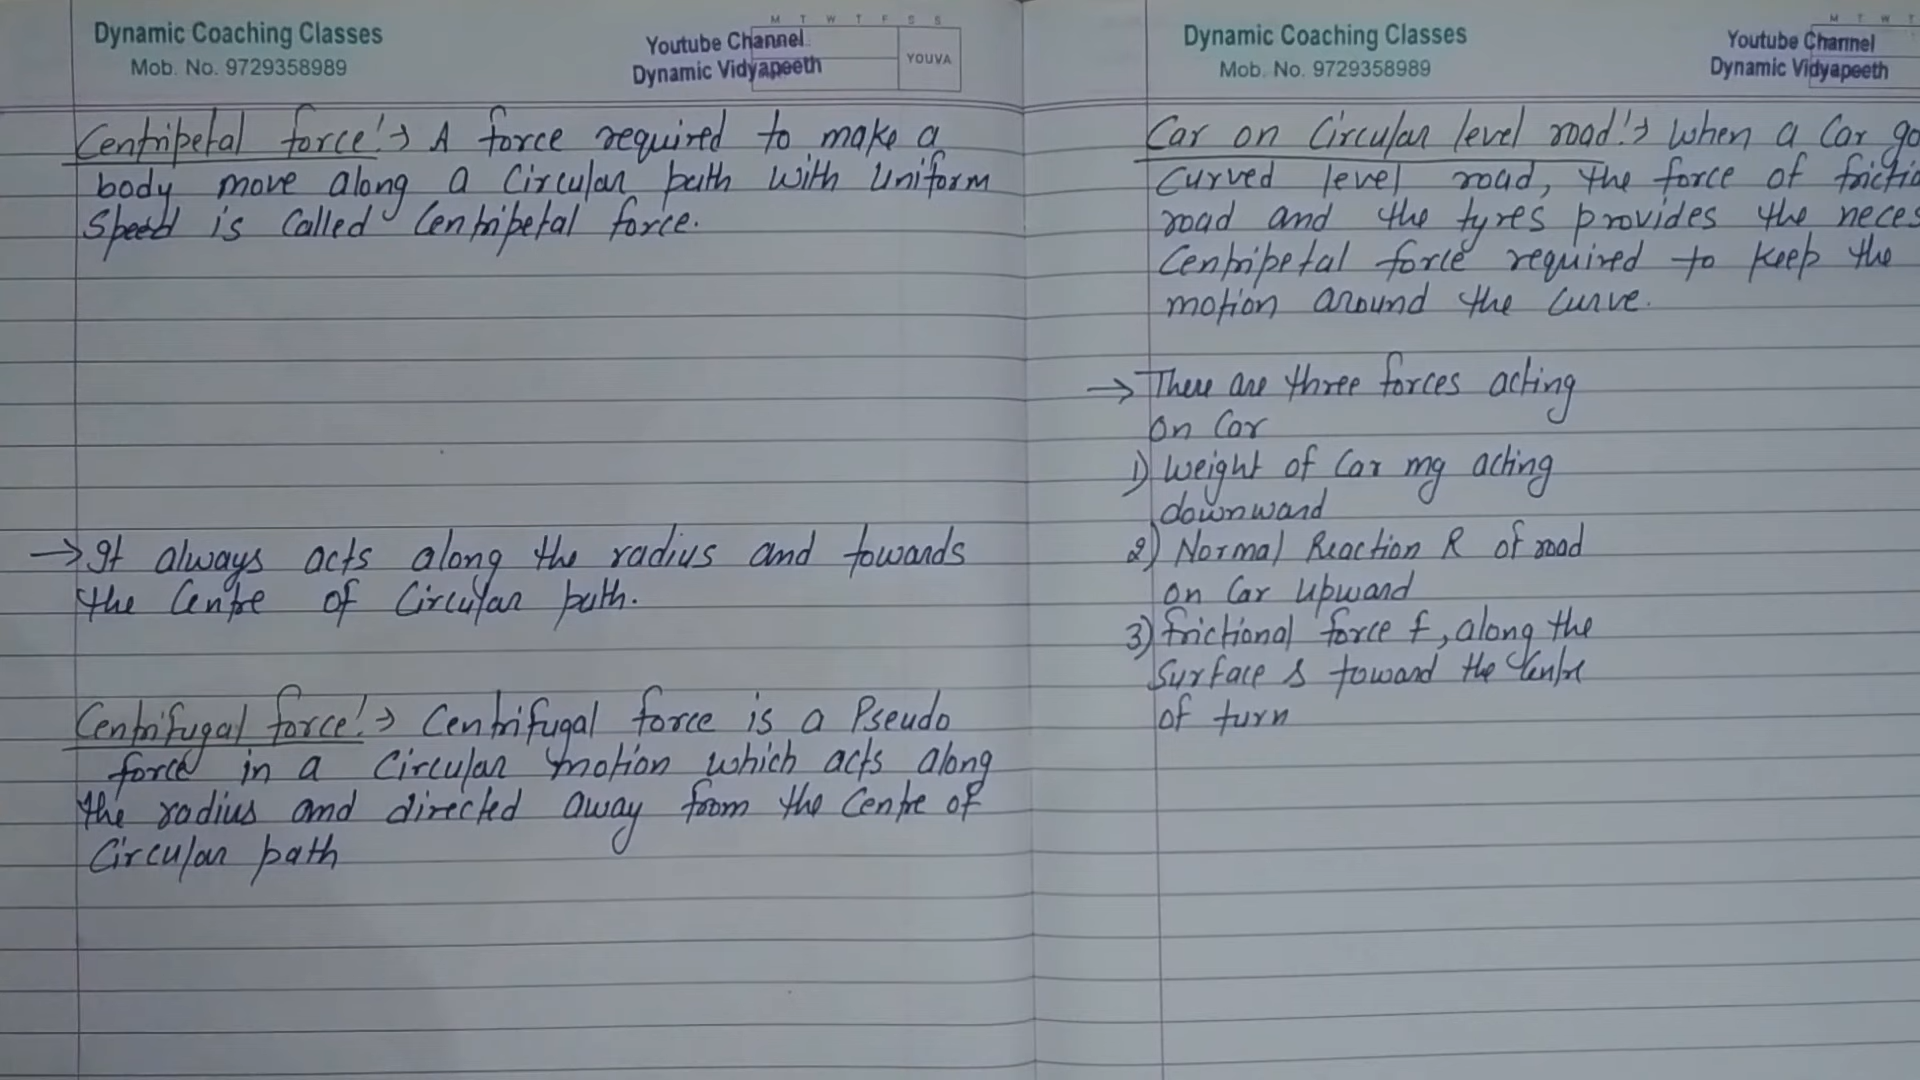 Dynamic Coaching Classes
Mob. No. 9729358989
M T W T F S S
Youtube Channel
Dynamic Vidyapeeth
YOUVA
Centripetal force:→ A force required to make a
body move along a Circular path with Uniform
Speed is Called Centripetal force.
→ It always acts along the radius and towards
the Centre of Circular path.
Centrifugal force:→ Centrifugal force is a Pseudo
force in a Circular motion which acts along
the radius and directed away from the Centre of
Circular path
Dynamic Coaching Classes
Mob. No. 9729358989
M T W T
Youtube Channel
Dynamic Vidyapeeth
Car on Circular level road:→ When a Car go
Curved level road, the force of frictio
road and the tyres provides the neces
Centripetal force required to keep the
motion around the Curve.
→ There are three forces acting
on Car
1) Weight of Car mg acting
downward
2) Normal Reaction R of road
on Car Upward
3) frictional force f, along the
Surface & toward the Centre
of turn